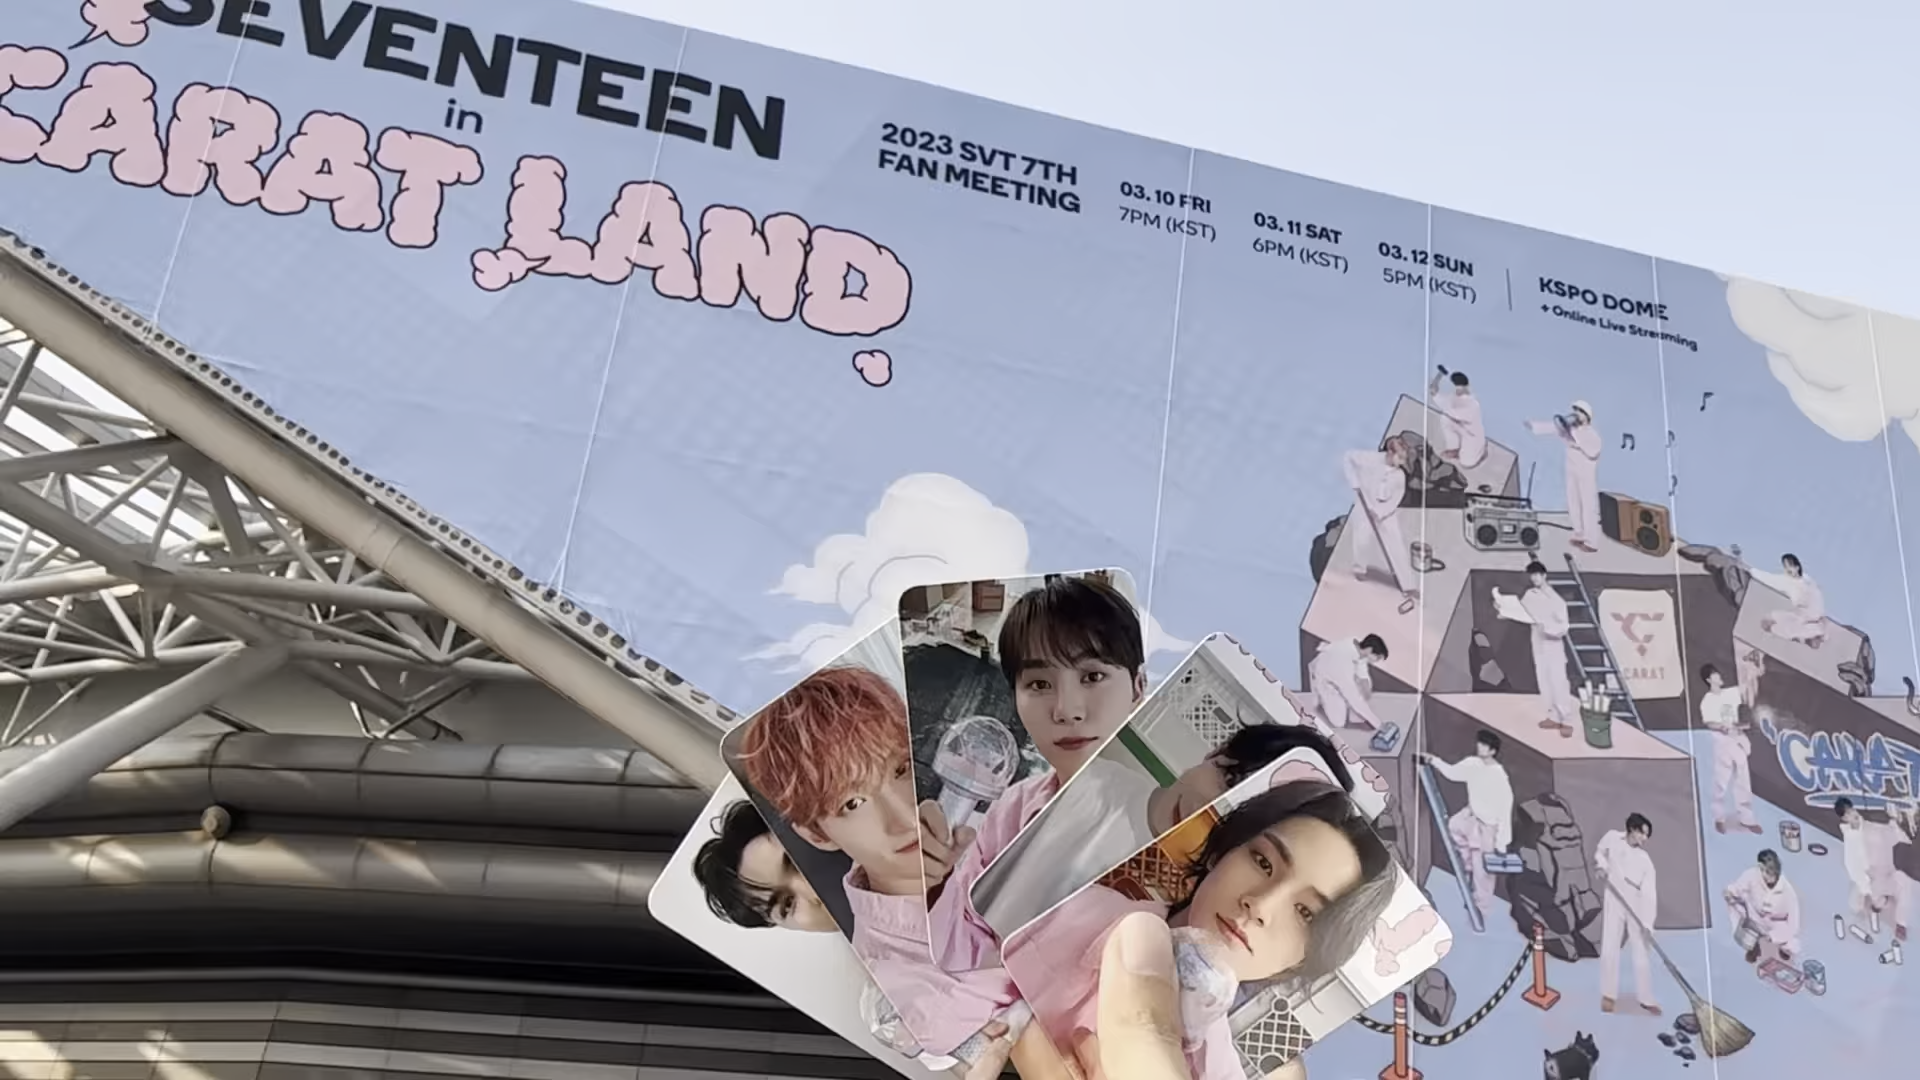 SEVENTEEN
in
CARAT LAND
2023 SVT 7TH
FAN MEETING
03. 10 FRI
7PM (KST)
03. 11 SAT
6PM (KST)
03. 12 SUN
5PM (KST)
KSPO DOME
+ Online Live Streaming
CARAT
"CARAT